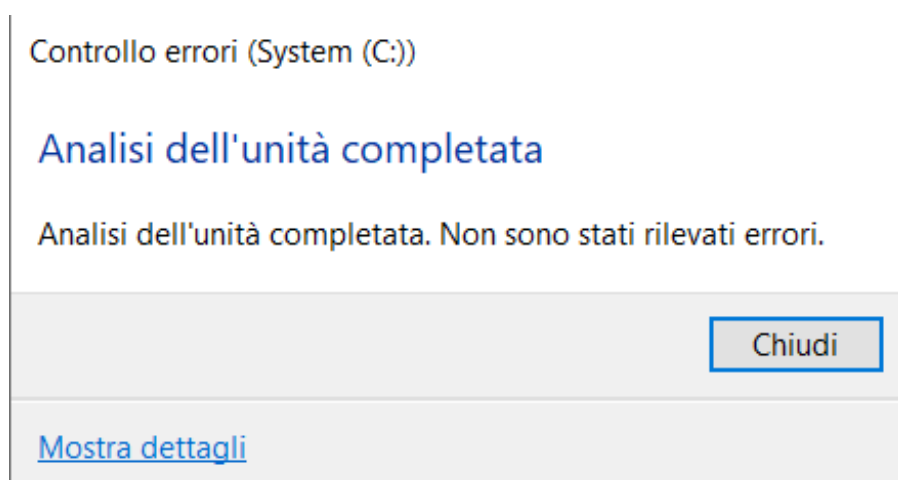 Controllo errori (System (C:))
Analisi dell'unità completata
Analisi dell'unità completata. Non sono stati rilevati errori.
Chiudi
Mostra dettagli